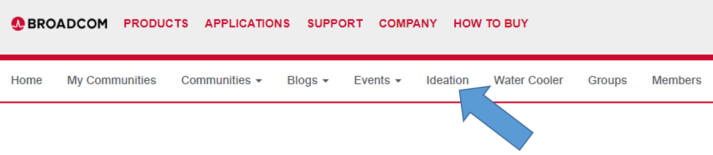 BROADCOM PRODUCTS APPLICATIONS SUPPORT COMPANY HOW TO BUY
Home My Communities Communities Blogs Events Ideation Water Cooler Groups Members